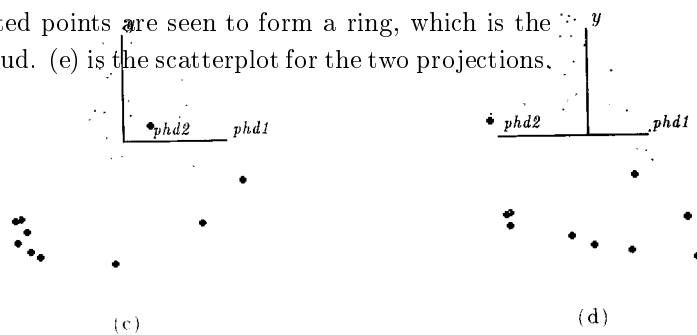 ted points are seen to form a ring, which is the
ud. (e) is the scatterplot for the two projections.
y
y
phd2 phd1
phd2 phd1
(c)
(d)